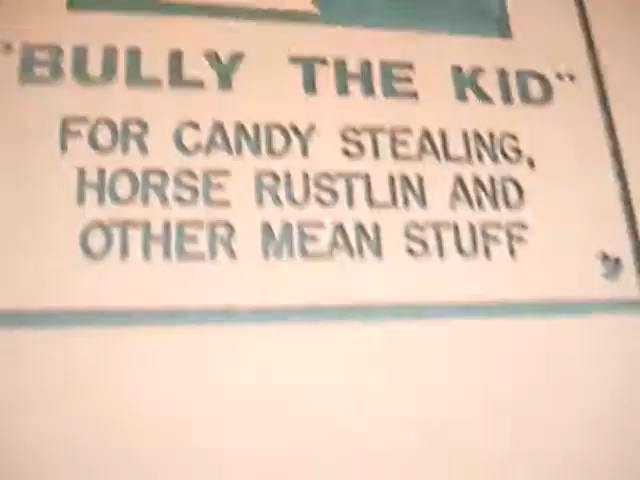 "BULLY THE KID"
FOR CANDY STEALING,
HORSE RUSTLIN AND
OTHER MEAN STUFF